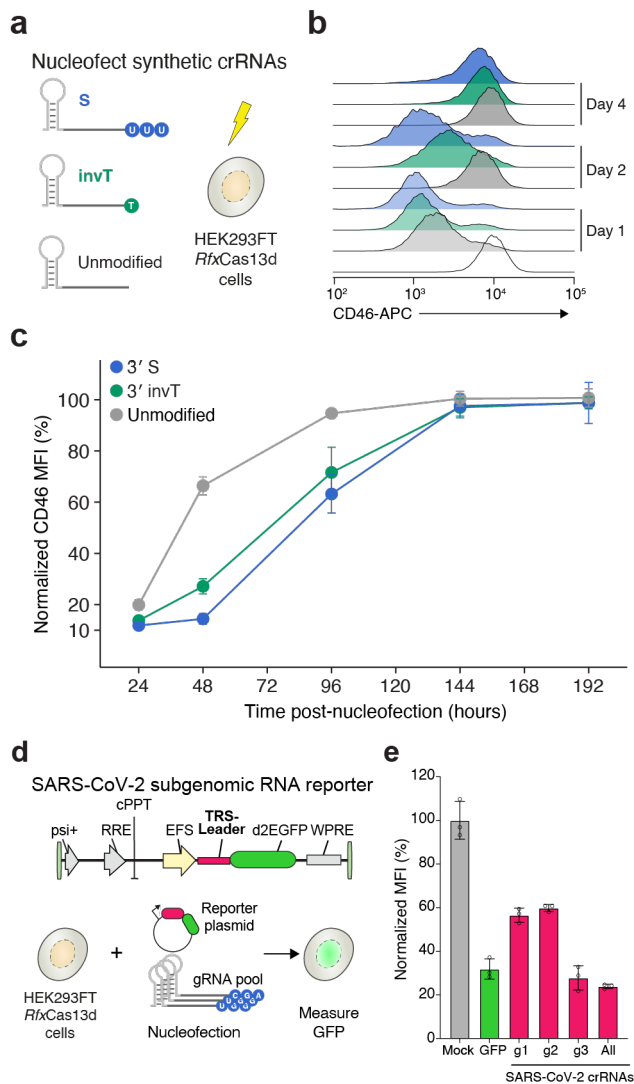 a
Nucleofect synthetic crRNAs
S
U U U
invT
T
Unmodified
HEK293FT
RfxCas13d
cells
b
Day 4
Day 2
Day 1
10² 10³ 10⁴ 10⁵
CD46-APC
c
3′ S
3′ invT
Unmodified
Normalized CD46 MFI (%)
100
80
60
40
20
10
24 48 72 96 120 144 168 192
Time post-nucleofection (hours)
d
SARS-CoV-2 subgenomic RNA reporter
cPPT
psi+ RRE EFS TRS-Leader d2EGFP WPRE
Reporter
plasmid
+
gRNA pool
U C G A
HEK293FT
RfxCas13d
cells
Nucleofection
Measure
GFP
e
Normalized MFI (%)
120
100
80
60
40
20
0
Mock GFP g1 g2 g3 All
SARS-CoV-2 crRNAs